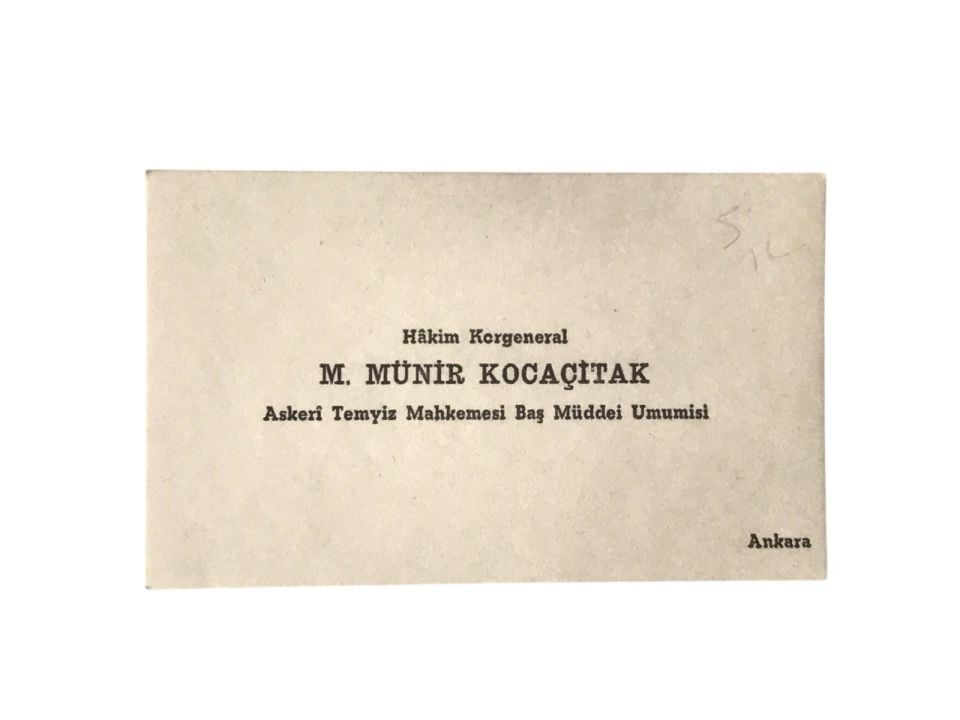 Hâkim Korgeneral
M. MÜNİR KOCAÇİTAK
Askerî Temyiz Mahkemesi Baş Müddei Umumisi
Ankara